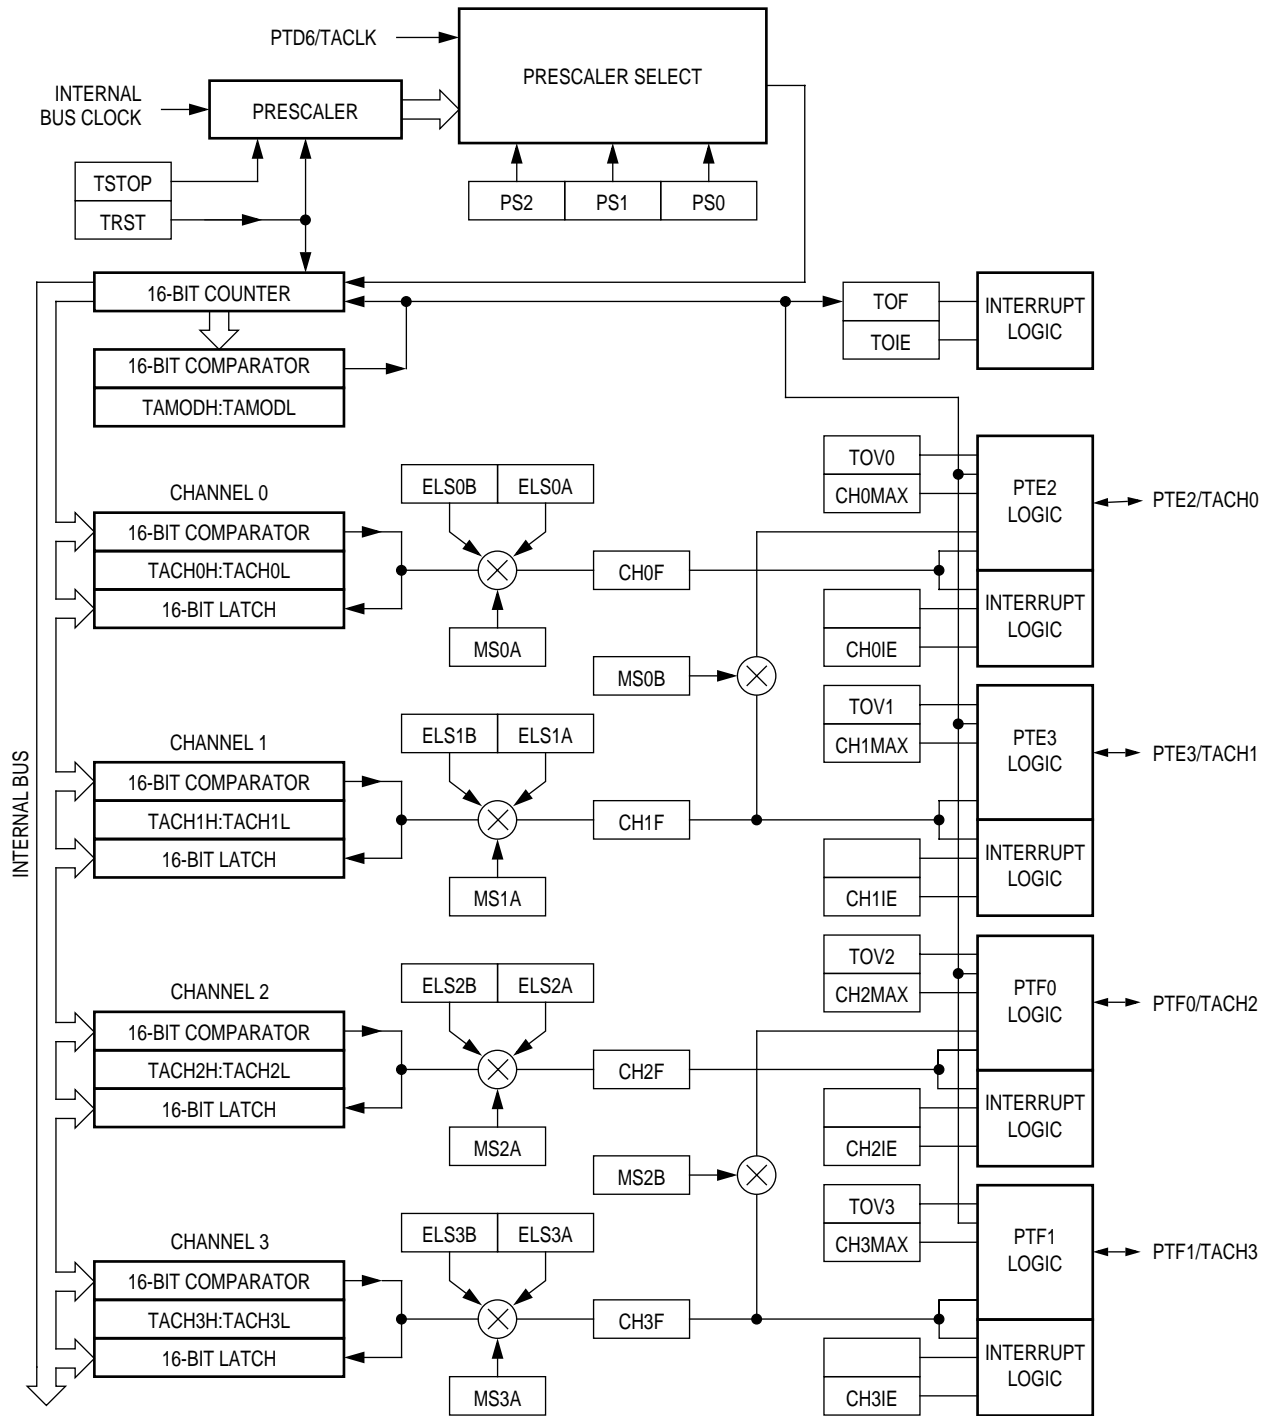 PTD6/TACLK
PRESCALER SELECT
INTERNAL
BUS CLOCK
PRESCALER
TSTOP
TRST
PS2
PS1
PS0
16-BIT COUNTER
TOF
TOIE
INTERRUPT
LOGIC
16-BIT COMPARATOR
TAMODH:TAMODL
INTERNAL BUS
CHANNEL 0
16-BIT COMPARATOR
TACH0H:TACH0L
16-BIT LATCH
ELS0B
ELS0A
MS0A
CH0F
MS0B
TOV0
CH0MAX
PTE2
LOGIC
PTE2/TACH0
INTERRUPT
LOGIC
CH0IE
CHANNEL 1
16-BIT COMPARATOR
TACH1H:TACH1L
16-BIT LATCH
ELS1B
ELS1A
MS1A
CH1F
TOV1
CH1MAX
PTE3
LOGIC
PTE3/TACH1
INTERRUPT
LOGIC
CH1IE
CHANNEL 2
16-BIT COMPARATOR
TACH2H:TACH2L
16-BIT LATCH
ELS2B
ELS2A
MS2A
CH2F
MS2B
TOV2
CH2MAX
PTF0
LOGIC
PTF0/TACH2
INTERRUPT
LOGIC
CH2IE
CHANNEL 3
16-BIT COMPARATOR
TACH3H:TACH3L
16-BIT LATCH
ELS3B
ELS3A
MS3A
CH3F
TOV3
CH3MAX
PTF1
LOGIC
PTF1/TACH3
INTERRUPT
LOGIC
CH3IE